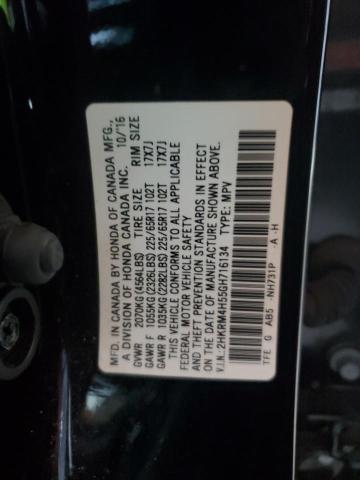 MFD. IN CANADA BY HONDA OF CANADA MFG.,
A DIVISION OF HONDA CANADA INC. 10/'16
GVWR 2070KG(4564LBS) TIRE SIZE RIM SIZE
GAWR F 1055KG(2326LBS) 225/65R17 102T 17X7J
GAWR R 1035KG(2282LBS) 225/65R17 102T 17X7J
THIS VEHICLE CONFORMS TO ALL APPLICABLE
FEDERAL MOTOR VEHICLE SAFETY
AND THEFT PREVENTION STANDARDS IN EFFECT
ON THE DATE OF MANUFACTURE SHOWN ABOVE.
V.I.N.:2HKRM4H55GH716134 TYPE: MPV
TFE G AB5 -NH731P -A -H